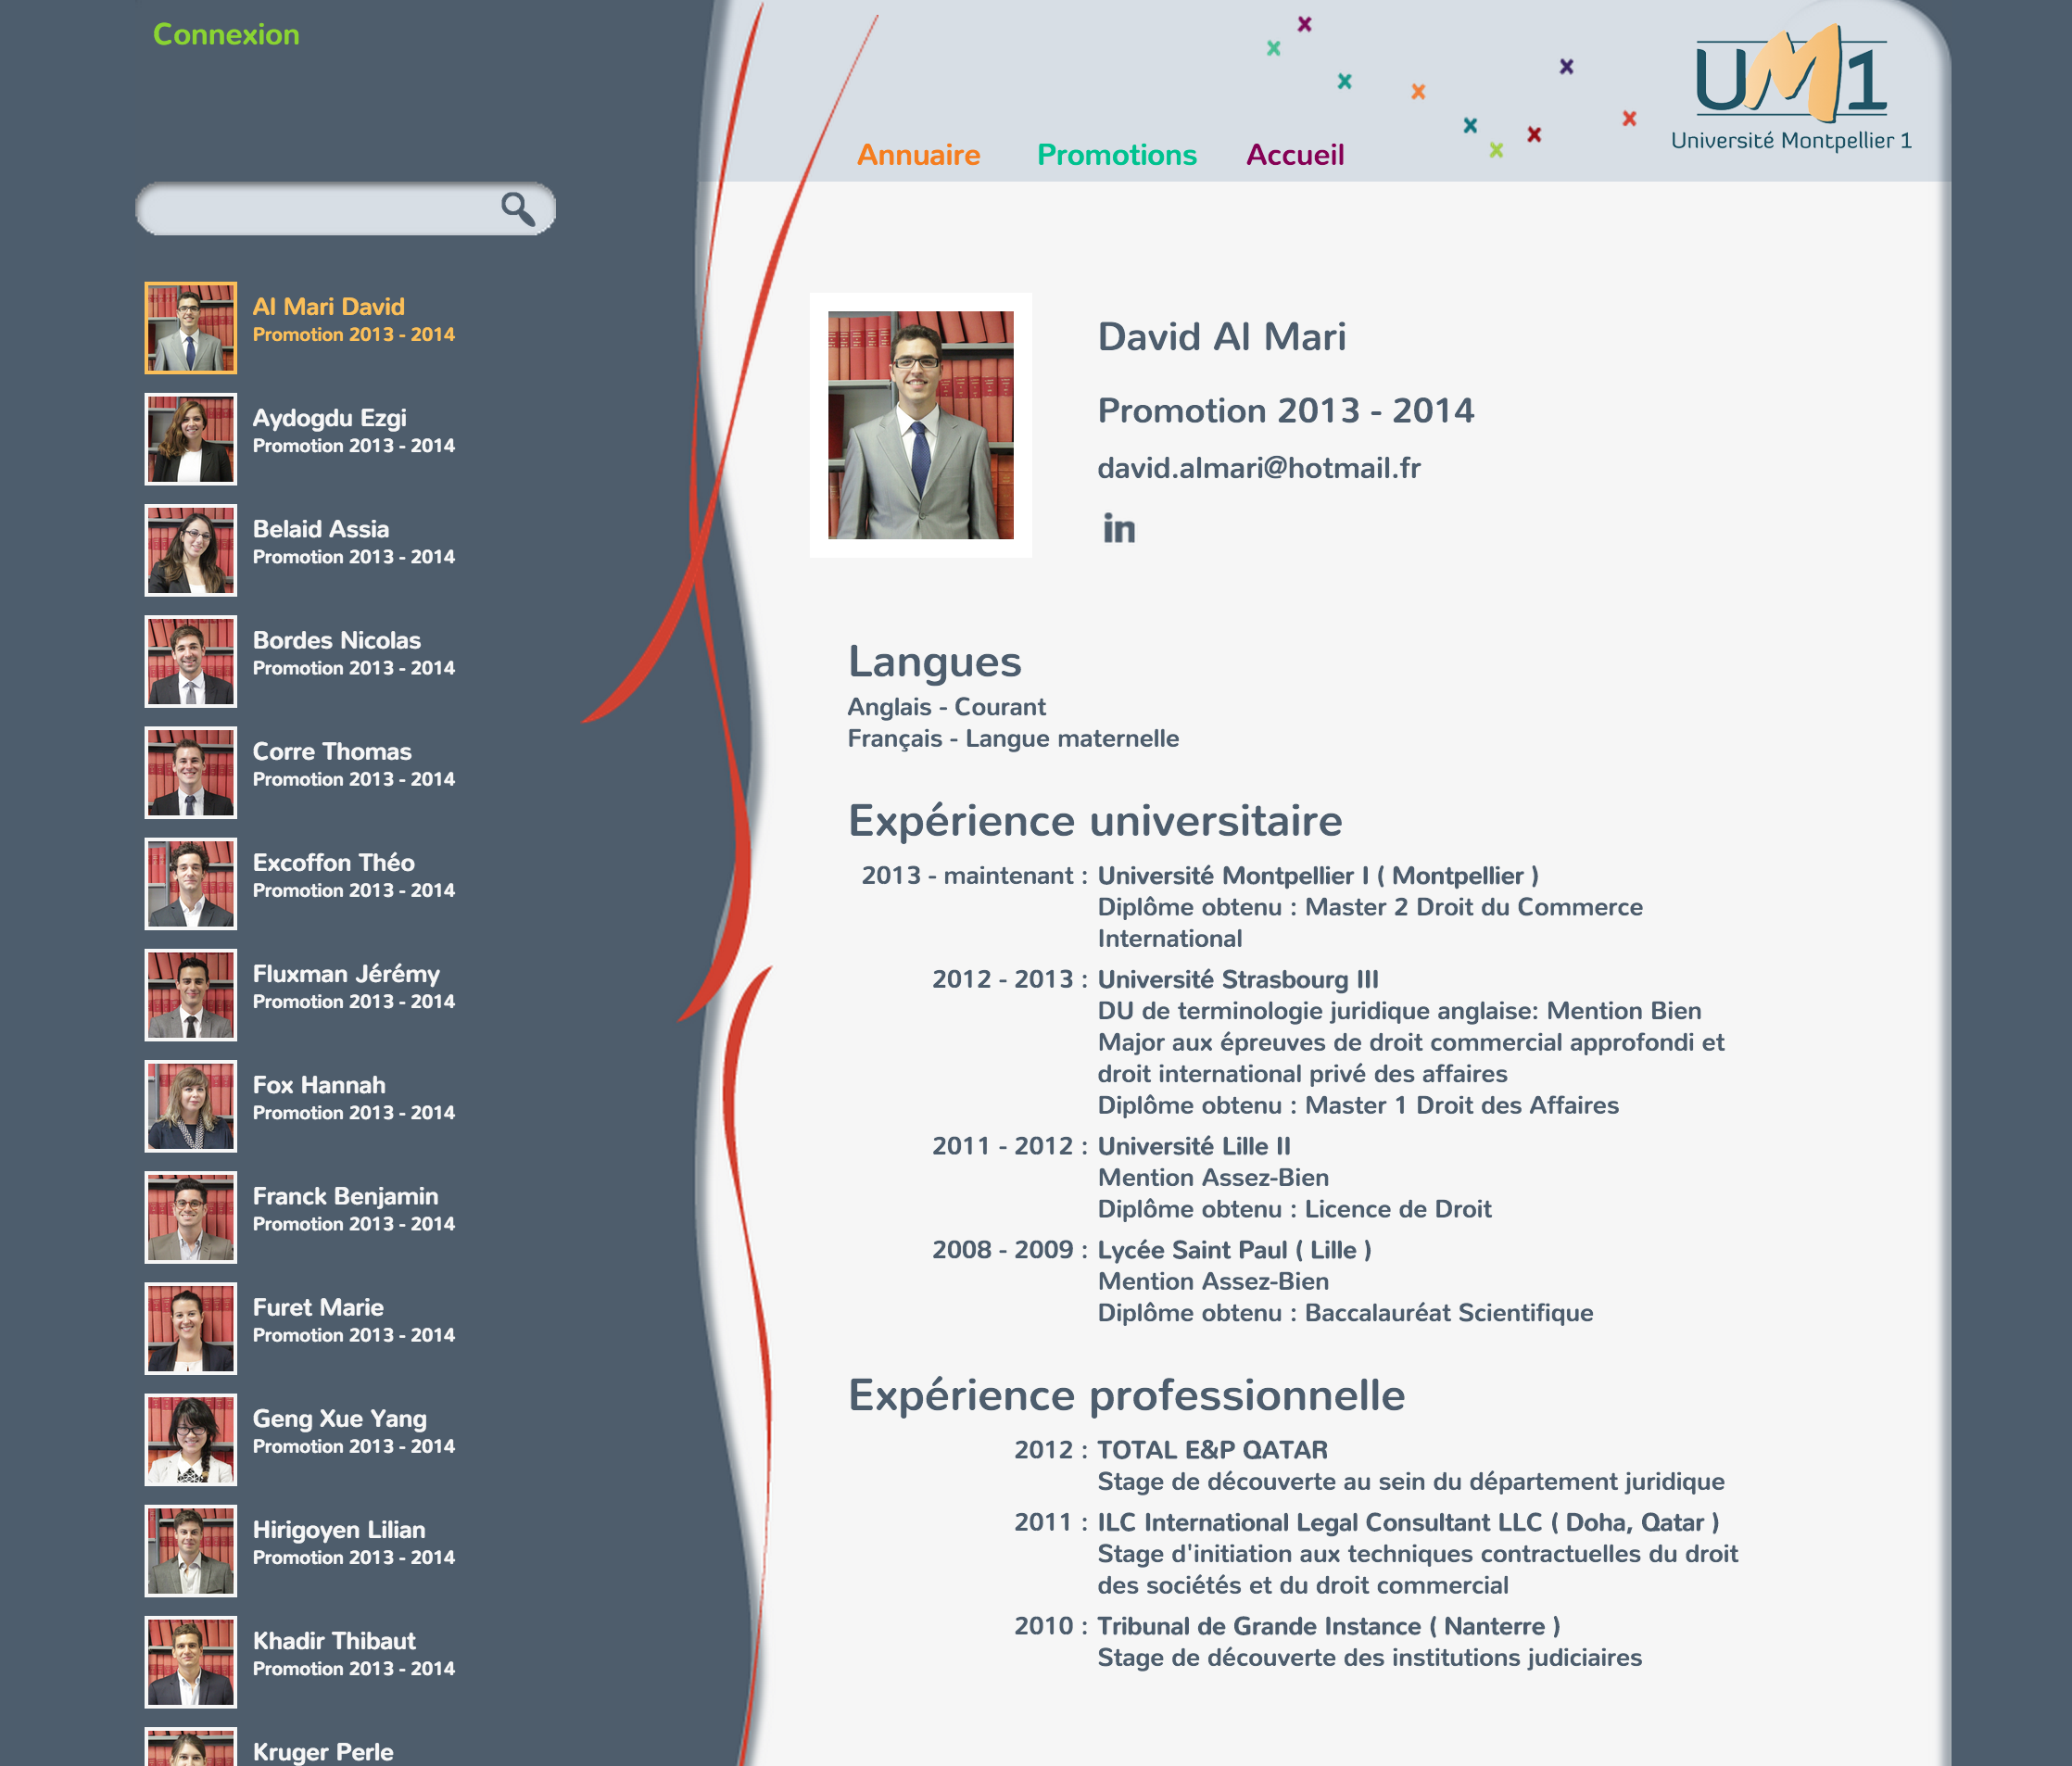 Connexion
Annuaire
Promotions
Accueil
UM1
Université Montpellier 1
Al Mari David
Promotion 2013 - 2014
Aydogdu Ezgi
Promotion 2013 - 2014
Belaid Assia
Promotion 2013 - 2014
Bordes Nicolas
Promotion 2013 - 2014
Corre Thomas
Promotion 2013 - 2014
Excoffon Théo
Promotion 2013 - 2014
Fluxman Jérémy
Promotion 2013 - 2014
Fox Hannah
Promotion 2013 - 2014
Franck Benjamin
Promotion 2013 - 2014
Furet Marie
Promotion 2013 - 2014
Geng Xue Yang
Promotion 2013 - 2014
Hirigoyen Lilian
Promotion 2013 - 2014
Khadir Thibaut
Promotion 2013 - 2014
Kruger Perle
David Al Mari
Promotion 2013 - 2014
david.almari@hotmail.fr
in
Langues
Anglais - Courant
Français - Langue maternelle
Expérience universitaire
2013 - maintenant : Université Montpellier I ( Montpellier )
Diplôme obtenu : Master 2 Droit du Commerce
International
2012 - 2013 : Université Strasbourg III
DU de terminologie juridique anglaise: Mention Bien
Major aux épreuves de droit commercial approfondi et
droit international privé des affaires
Diplôme obtenu : Master 1 Droit des Affaires
2011 - 2012 : Université Lille II
Mention Assez-Bien
Diplôme obtenu : Licence de Droit
2008 - 2009 : Lycée Saint Paul ( Lille )
Mention Assez-Bien
Diplôme obtenu : Baccalauréat Scientifique
Expérience professionnelle
2012 : TOTAL E&P QATAR
Stage de découverte au sein du département juridique
2011 : ILC International Legal Consultant LLC ( Doha, Qatar )
Stage d'initiation aux techniques contractuelles du droit
des sociétés et du droit commercial
2010 : Tribunal de Grande Instance ( Nanterre )
Stage de découverte des institutions judiciaires